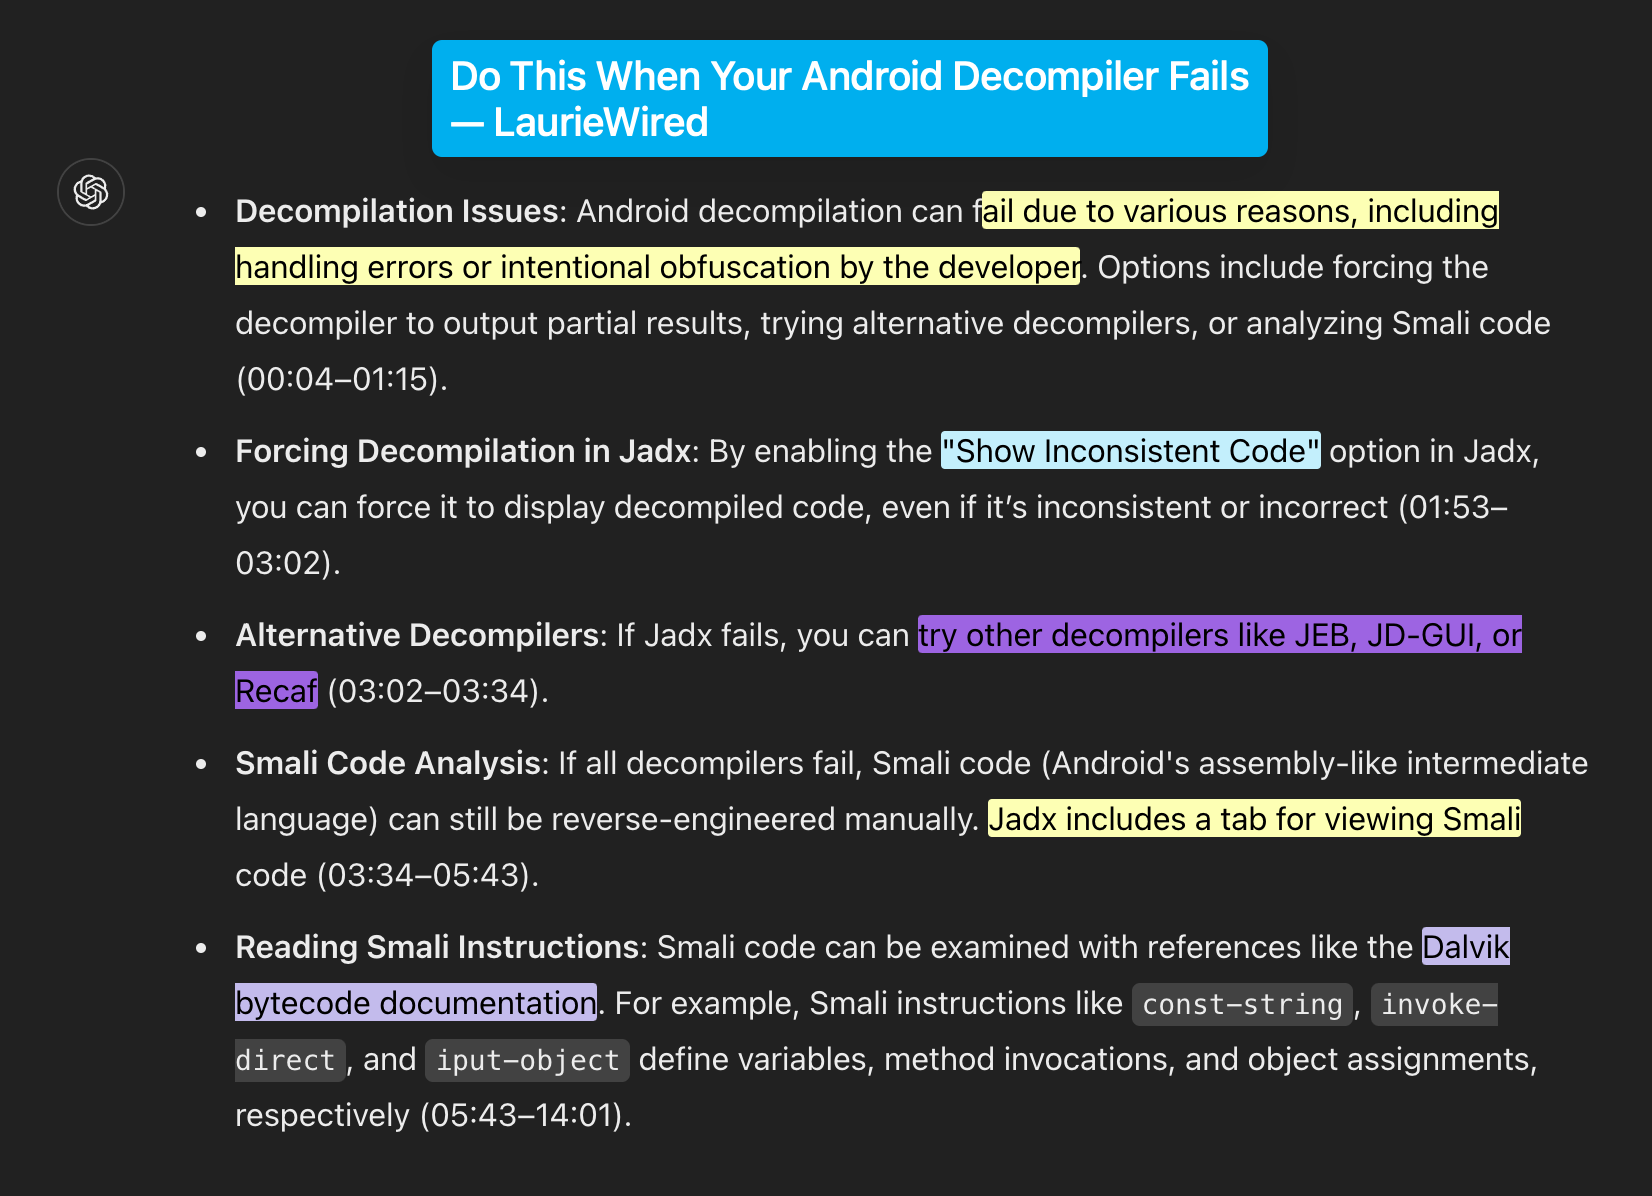 Do This When Your Android Decompiler Fails
— LaurieWired
• Decompilation Issues: Android decompilation can fail due to various reasons, including
handling errors or intentional obfuscation by the developer. Options include forcing the
decompiler to output partial results, trying alternative decompilers, or analyzing Smali code
(00:04–01:15).
• Forcing Decompilation in Jadx: By enabling the "Show Inconsistent Code" option in Jadx,
you can force it to display decompiled code, even if it’s inconsistent or incorrect (01:53–
03:02).
• Alternative Decompilers: If Jadx fails, you can try other decompilers like JEB, JD-GUI, or
Recaf (03:02–03:34).
• Smali Code Analysis: If all decompilers fail, Smali code (Android's assembly-like intermediate
language) can still be reverse-engineered manually. Jadx includes a tab for viewing Smali
code (03:34–05:43).
• Reading Smali Instructions: Smali code can be examined with references like the Dalvik
bytecode documentation. For example, Smali instructions like const-string, invoke-
direct, and iput-object define variables, method invocations, and object assignments,
respectively (05:43–14:01).